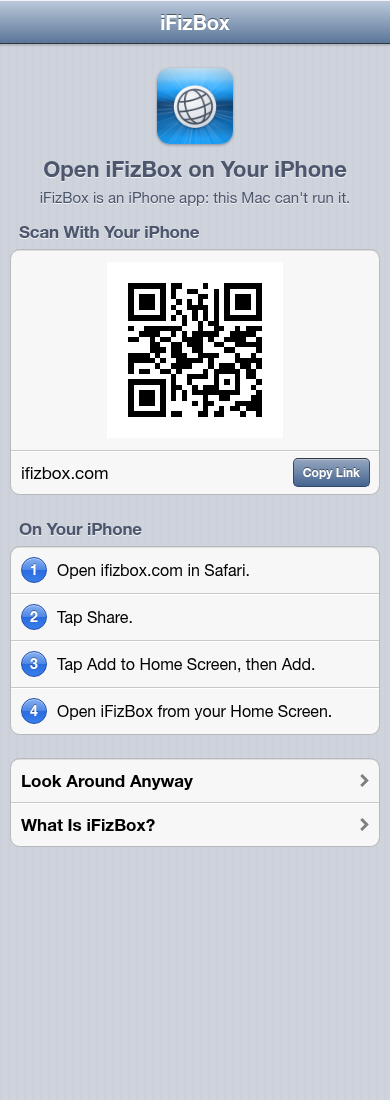 iFizBox
Open iFizBox on Your iPhone
iFizBox is an iPhone app: this Mac can't run it.
Scan With Your iPhone
ifizbox.com
Copy Link
On Your iPhone
1 Open ifizbox.com in Safari.
2 Tap Share.
3 Tap Add to Home Screen, then Add.
4 Open iFizBox from your Home Screen.
Look Around Anyway
What Is iFizBox?